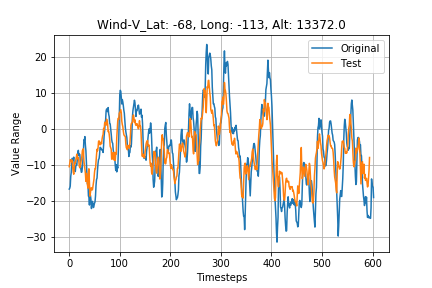 Wind-V_Lat: -68, Long: -113, Alt: 13372.0
Original
Test
Value Range
20
10
0
−10
−20
−30
0 100 200 300 400 500 600
Timesteps